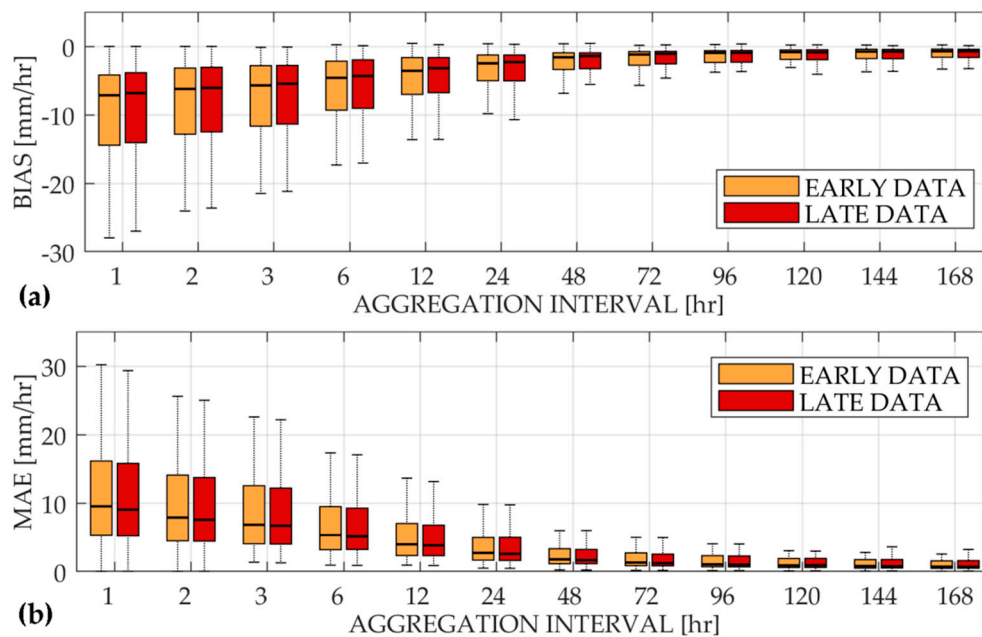 (a)
BIAS [mm/hr]
0
-10
-20
-30
EARLY DATA
LATE DATA
1 2 3 6 12 24 48 72 96 120 144 168
AGGREGATION INTERVAL [hr]
(b)
MAE [mm/hr]
30
20
10
0
EARLY DATA
LATE DATA
1 2 3 6 12 24 48 72 96 120 144 168
AGGREGATION INTERVAL [hr]